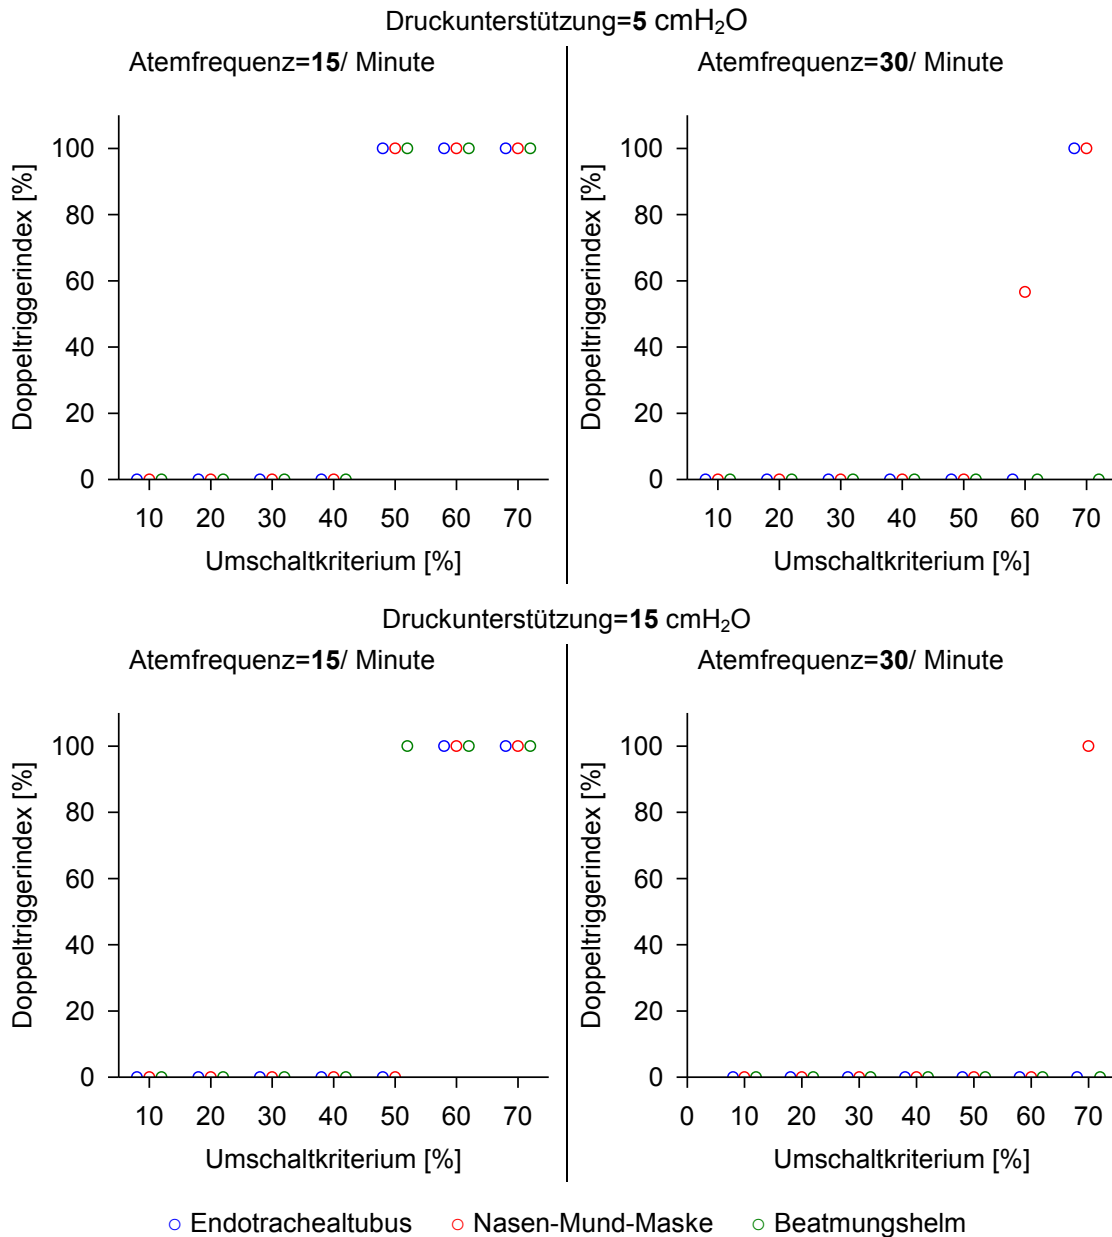 Druckunterstützung=5 cmH₂O
Atemfrequenz=15/ Minute
Atemfrequenz=30/ Minute
Doppeltriggerindex [%]
100
80
60
40
20
0
10 20 30 40 50 60 70
Umschaltkriterium [%]
Doppeltriggerindex [%]
100
80
60
40
20
0
10 20 30 40 50 60 70
Umschaltkriterium [%]
Druckunterstützung=15 cmH₂O
Atemfrequenz=15/ Minute
Atemfrequenz=30/ Minute
Doppeltriggerindex [%]
100
80
60
40
20
0
10 20 30 40 50 60 70
Umschaltkriterium [%]
Doppeltriggerindex [%]
100
80
60
40
20
0
0 10 20 30 40 50 60 70
Umschaltkriterium [%]
Endotrachealtubus Nasen-Mund-Maske Beatmungshelm